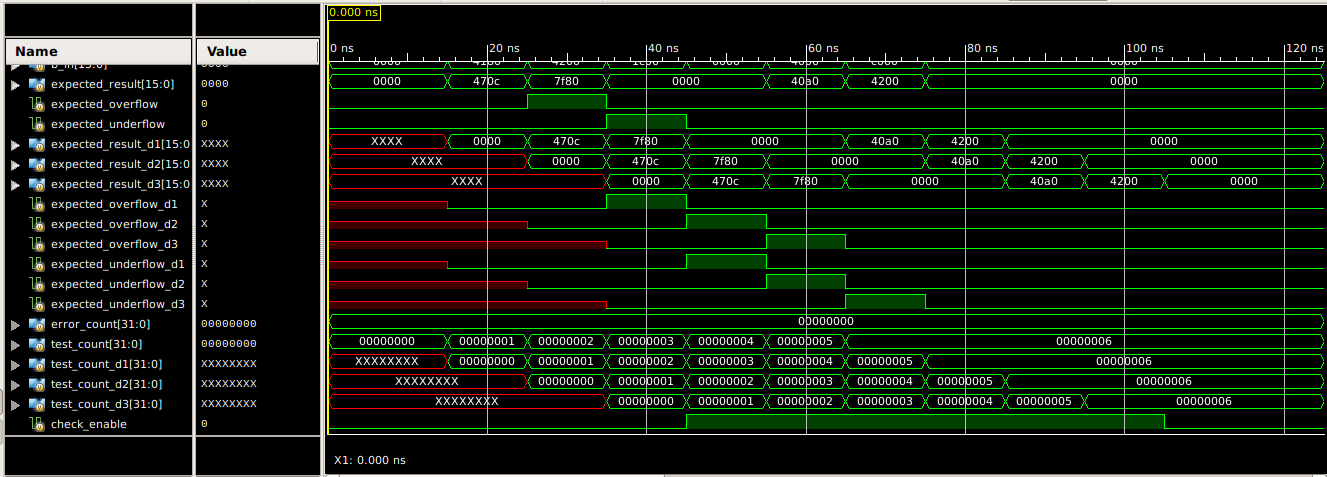 0.000 ns
Name Value 0 ns 20 ns 40 ns 60 ns 80 ns 100 ns 120 ns
b_in[15:0] 0000
expected_result[15:0] 0000 0000 470c 7f80 0000 40a0 4200 0000
expected_overflow 0
expected_underflow 0
expected_result_d1[15:0 XXXX XXXX 0000 470c 7f80 0000 40a0 4200 0000
expected_result_d2[15:0 XXXX XXXX 0000 470c 7f80 0000 40a0 4200 0000
expected_result_d3[15:0 XXXX XXXX 0000 470c 7f80 0000 40a0 4200 0000
expected_overflow_d1 X
expected_overflow_d2 X
expected_overflow_d3 X
expected_underflow_d1 X
expected_underflow_d2 X
expected_underflow_d3 X
error_count[31:0] 00000000 00000000
test_count[31:0] 00000000 00000000 00000001 00000002 00000003 00000004 00000005 00000006
test_count_d1[31:0] XXXXXXXX XXXXXXXX 00000000 00000001 00000002 00000003 00000004 00000005 00000006
test_count_d2[31:0] XXXXXXXX XXXXXXXX 00000000 00000001 00000002 00000003 00000004 00000005 00000006
test_count_d3[31:0] XXXXXXXX XXXXXXXX 00000000 00000001 00000002 00000003 00000004 00000005 00000006
check_enable 0
X1: 0.000 ns